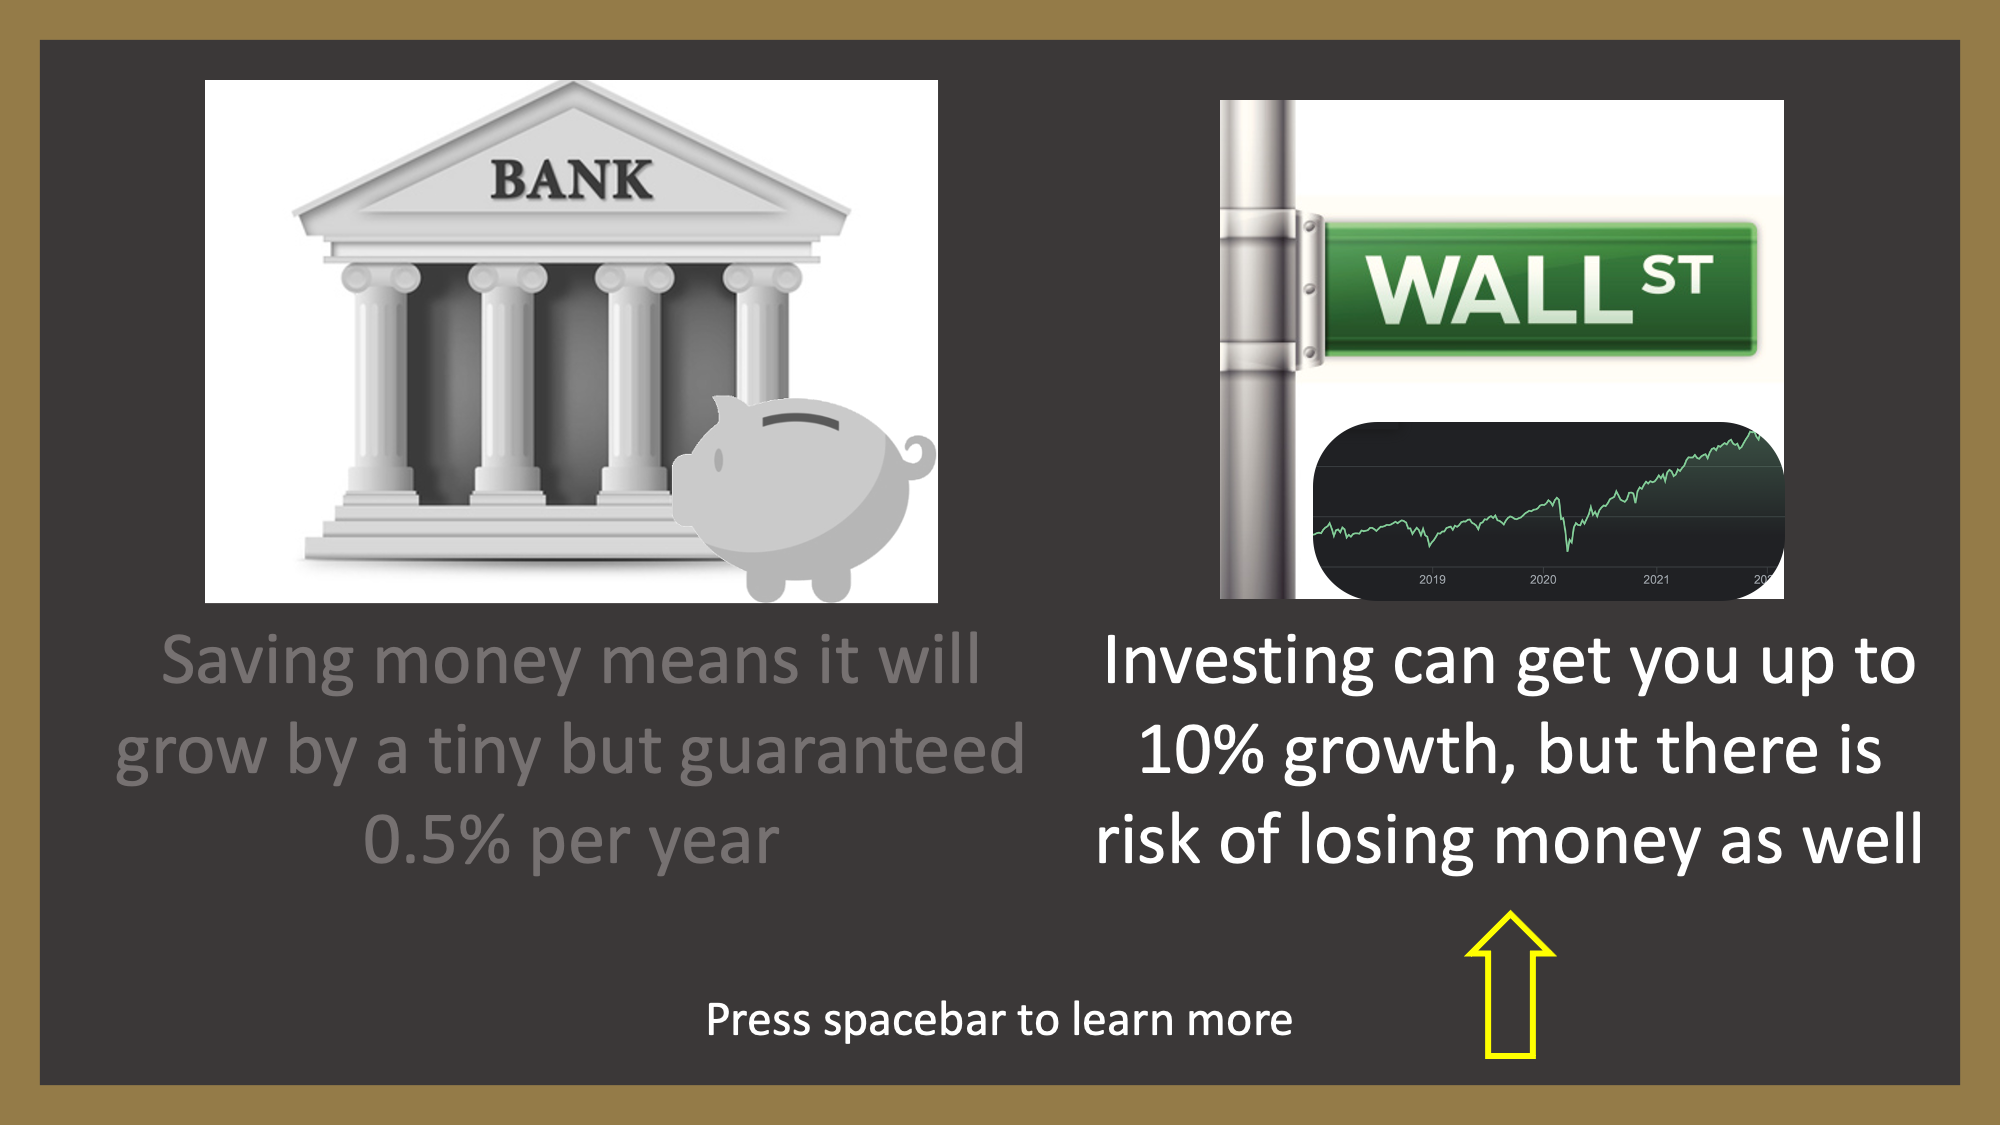 BANK
WALL ST
2019 2020 2021
Saving money means it will
grow by a tiny but guaranteed
0.5% per year
Investing can get you up to
10% growth, but there is
risk of losing money as well
Press spacebar to learn more